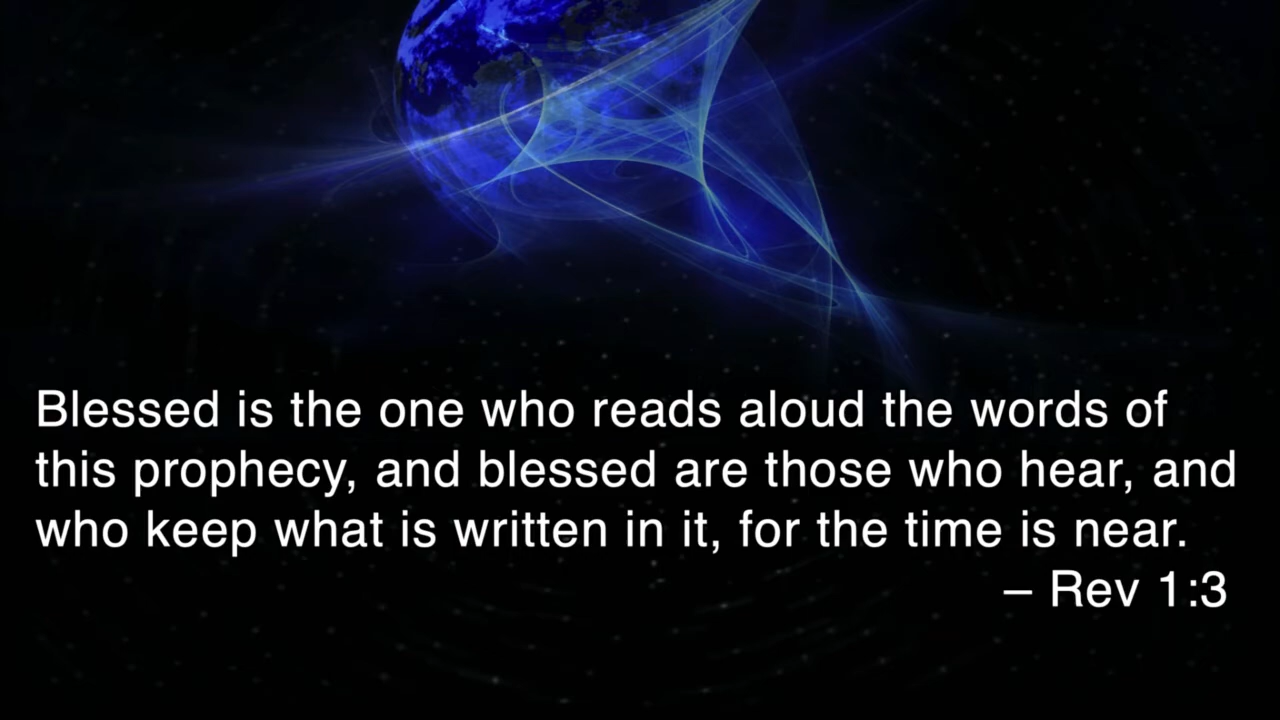 Blessed is the one who reads aloud the words of
this prophecy, and blessed are those who hear, and
who keep what is written in it, for the time is near.
– Rev 1:3